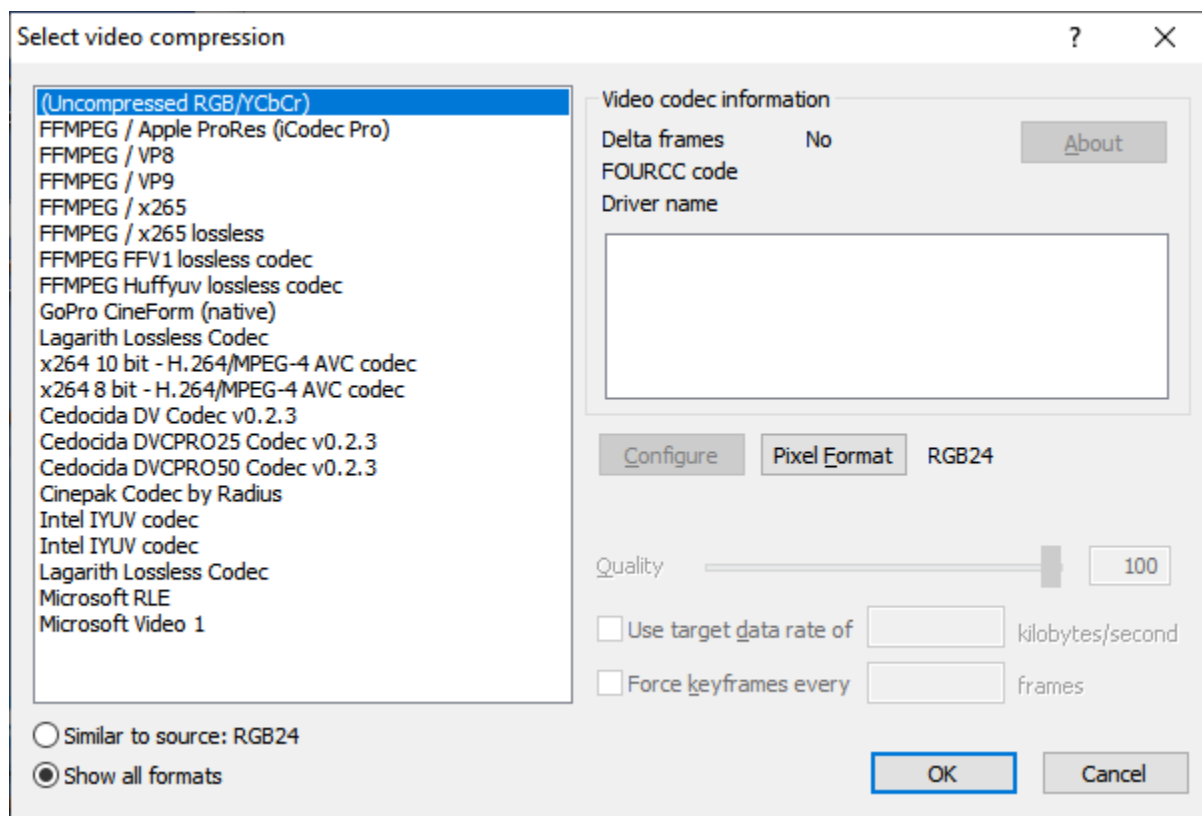 Select video compression
?
(Uncompressed RGB/YCbCr)
FFMPEG / Apple ProRes (iCodec Pro)
FFMPEG / VP8
FFMPEG / VP9
FFMPEG / x265
FFMPEG / x265 lossless
FFMPEG FFV1 lossless codec
FFMPEG Huffyuv lossless codec
GoPro CineForm (native)
Lagarith Lossless Codec
x264 10 bit - H.264/MPEG-4 AVC codec
x264 8 bit - H.264/MPEG-4 AVC codec
Cedocida DV Codec v0.2.3
Cedocida DVCPRO25 Codec v0.2.3
Cedocida DVCPRO50 Codec v0.2.3
Cinepak Codec by Radius
Intel IYUV codec
Intel IYUV codec
Lagarith Lossless Codec
Microsoft RLE
Microsoft Video 1
Similar to source: RGB24
Show all formats
Video codec information
Delta frames No
About
FOURCC code
Driver name
Configure Pixel Format RGB24
Quality 100
Use target data rate of kilobytes/second
Force keyframes every frames
OK Cancel